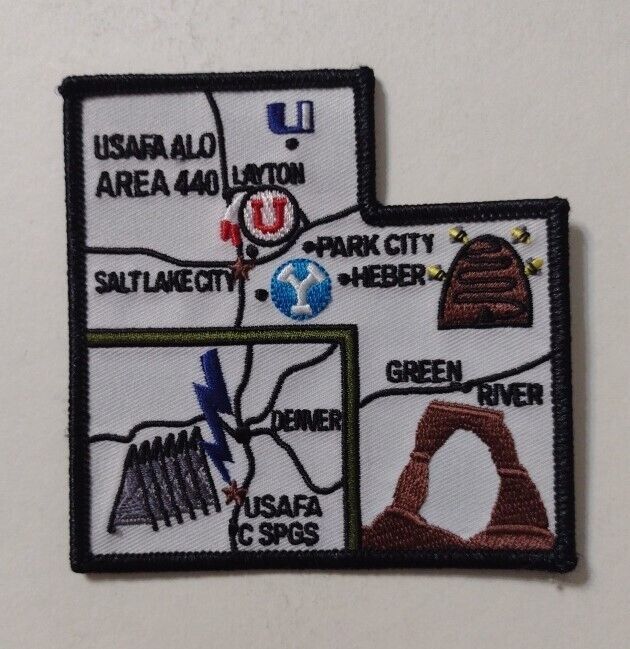 U
USAFA ALO
AREA 440
LAYTON
U
PARK CITY
SALT LAKE CITY
Y
HEBER
GREEN
RIVER
DENVER
USAFA
C SPGS